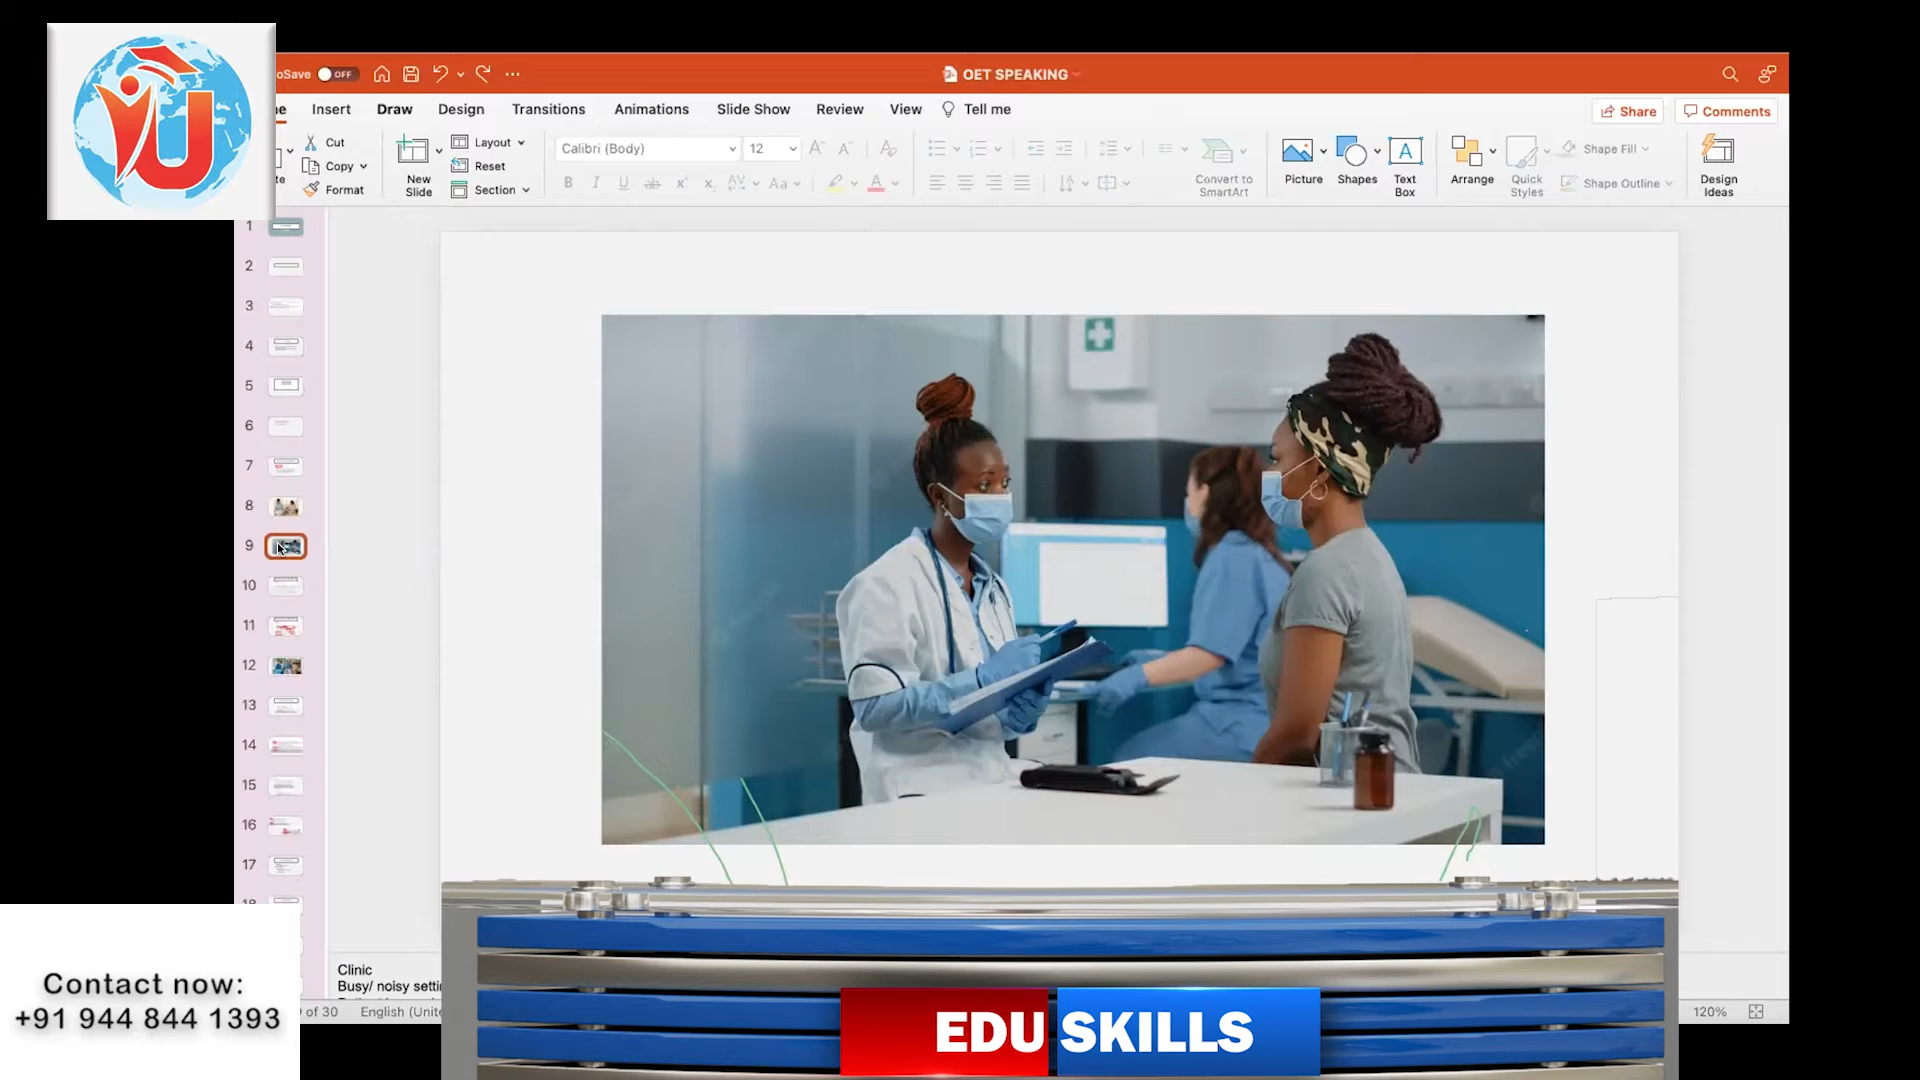 oSave OFF
OET SPEAKING
me Insert Draw Design Transitions Animations Slide Show Review View Tell me
Share Comments
Cut
Copy
Format
New Slide
Layout
Reset
Section
Calibri (Body) 12
Convert to SmartArt
Picture
Shapes
Text Box
Arrange
Quick Styles
Shape Fill
Shape Outline
Design Ideas
1
2
3
4
5
6
7
8
9
10
11
12
13
14
15
16
17
18
Clinic
Busy/ noisy setti
of 30 English (Unite
120%
Contact now:
+91 944 844 1393
EDU SKILLS